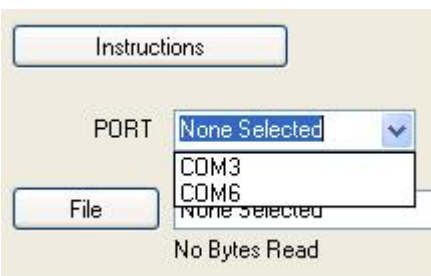 Instructions
PORT None Selected
COM3
COM6
File None Selected
No Bytes Read